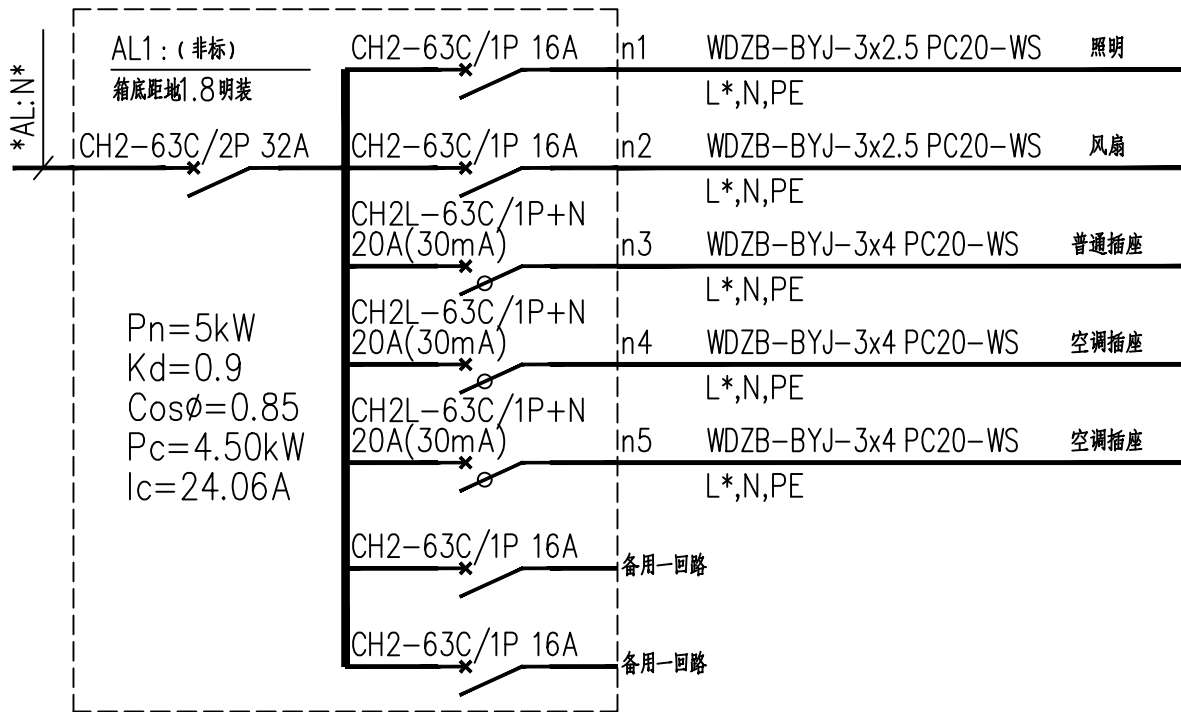 AL1:(非标)
箱底距地1.8明装
*AL:N*
CH2-63C/2P 32A
CH2-63C/1P 16A n1 WDZB-BYJ-3x2.5 PC20-WS 照明
L*,N,PE
CH2-63C/1P 16A n2 WDZB-BYJ-3x2.5 PC20-WS 风扇
L*,N,PE
CH2L-63C/1P+N
20A(30mA) n3 WDZB-BYJ-3x4 PC20-WS 普通插座
L*,N,PE
CH2L-63C/1P+N
20A(30mA) n4 WDZB-BYJ-3x4 PC20-WS 空调插座
L*,N,PE
CH2L-63C/1P+N
20A(30mA) n5 WDZB-BYJ-3x4 PC20-WS 空调插座
L*,N,PE
CH2-63C/1P 16A 备用一回路
CH2-63C/1P 16A 备用一回路
Pn=5kW
Kd=0.9
Cosø=0.85
Pc=4.50kW
Ic=24.06A